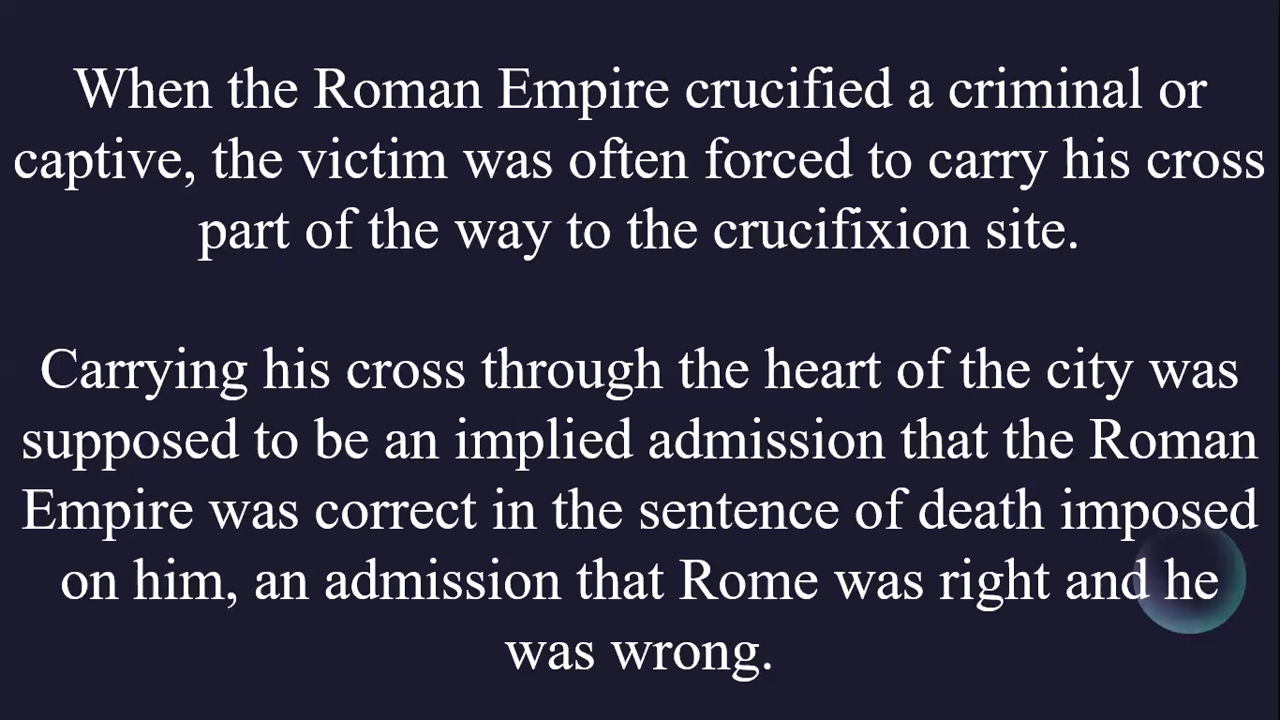 When the Roman Empire crucified a criminal or
captive, the victim was often forced to carry his cross
part of the way to the crucifixion site.
Carrying his cross through the heart of the city was
supposed to be an implied admission that the Roman
Empire was correct in the sentence of death imposed
on him, an admission that Rome was right and he
was wrong.